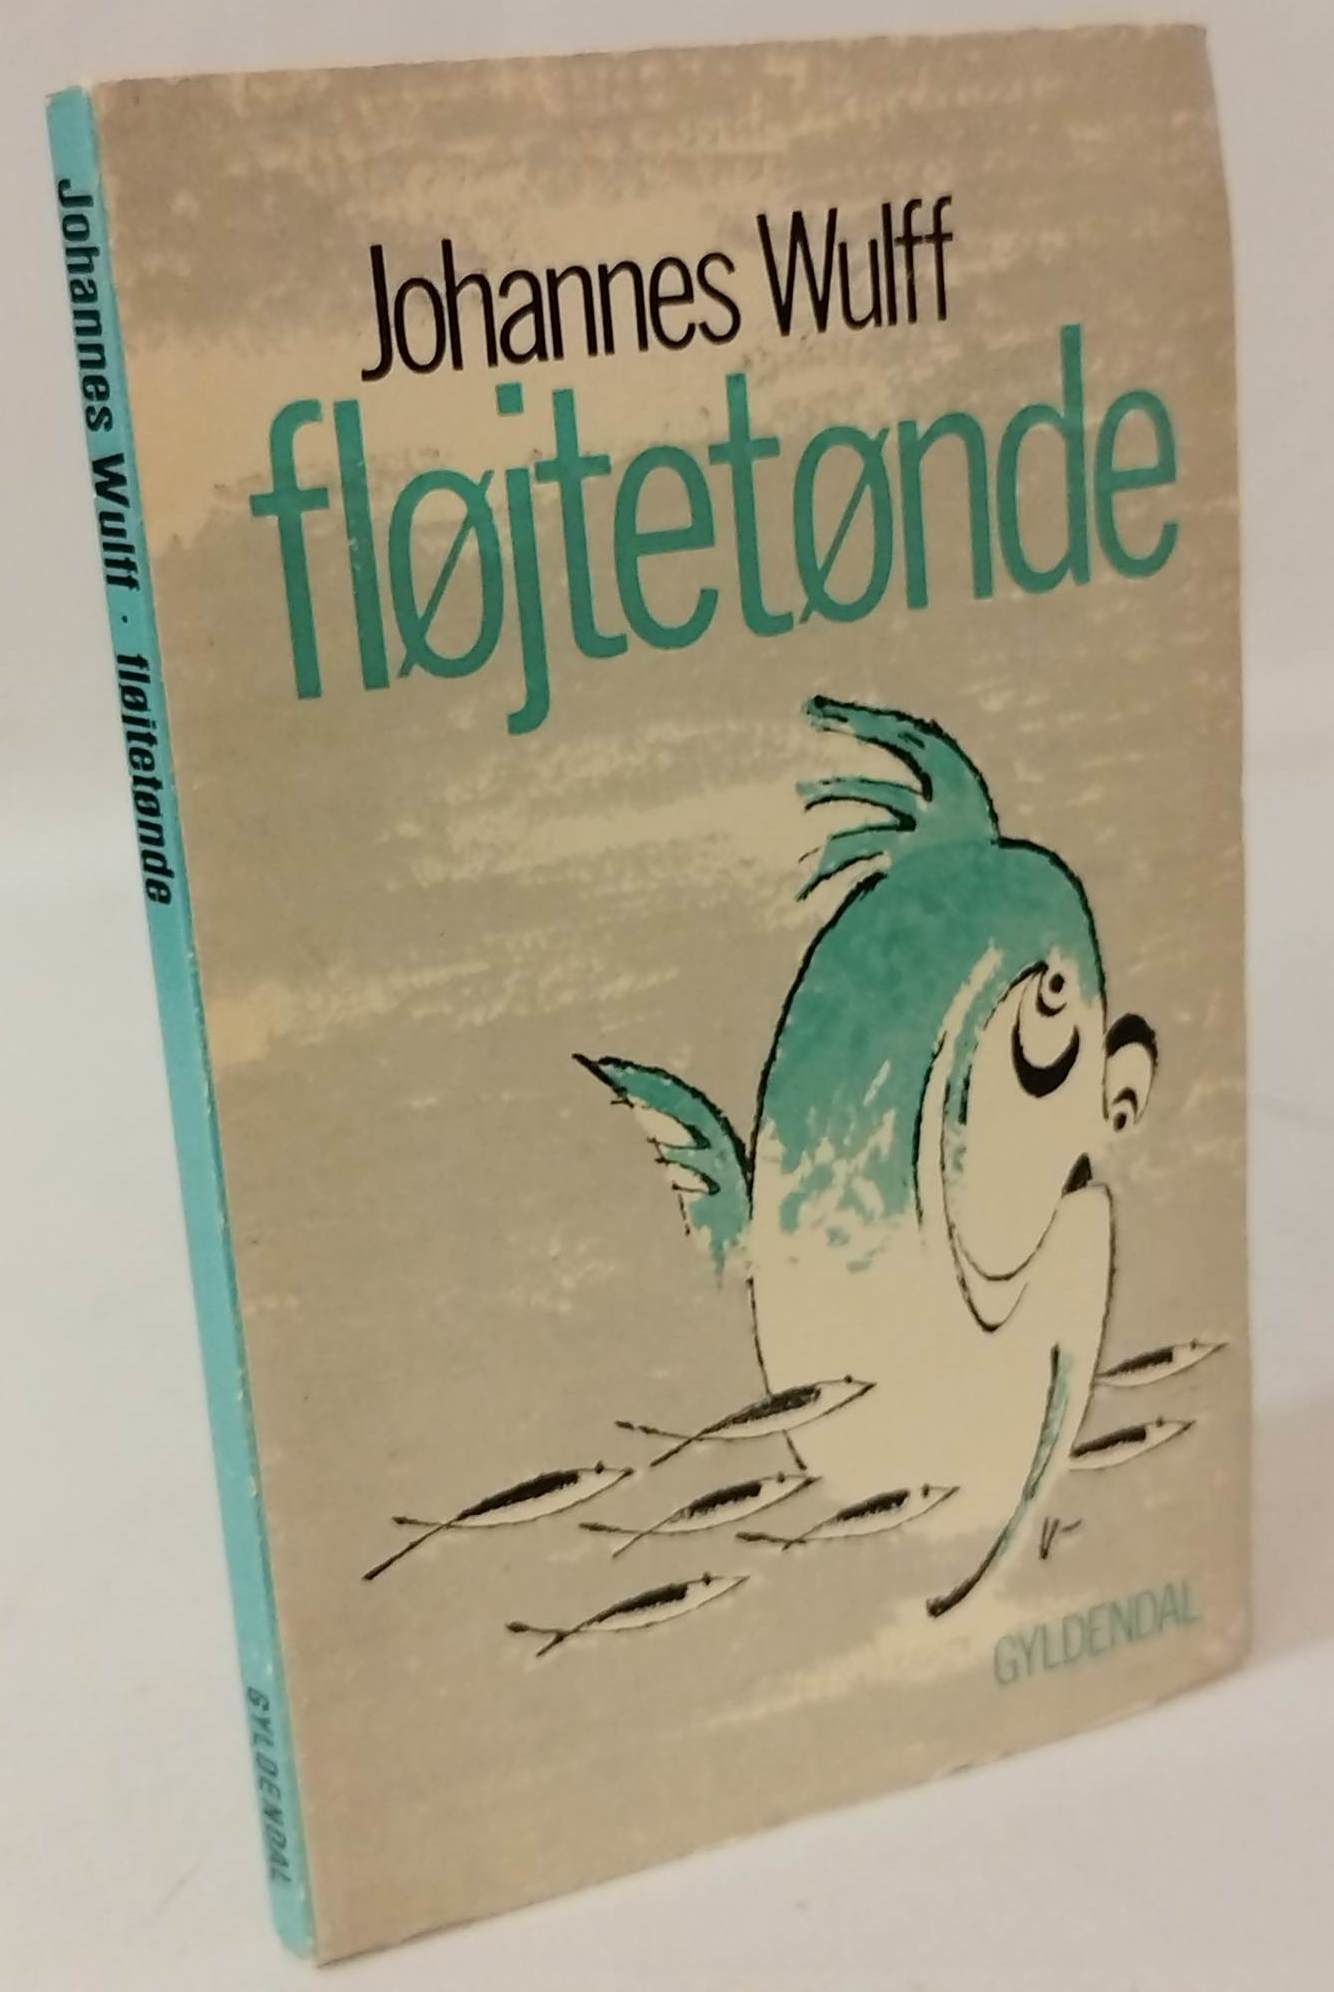 Johannes Wulff
fløjtetønde
GYLDENDAL
Johannes Wulff · fløjtetønde
GYLDENDAL